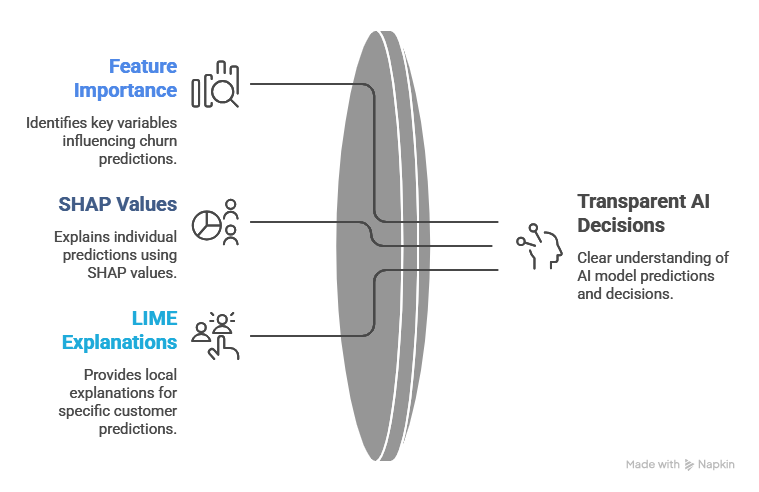 Feature
Importance
Identifies key variables
influencing churn
predictions.
SHAP Values
Explains individual
predictions using
SHAP values.
LIME
Explanations
Provides local
explanations for
specific customer
predictions.
Transparent AI
Decisions
Clear understanding of
AI model predictions
and decisions.
Made with Napkin